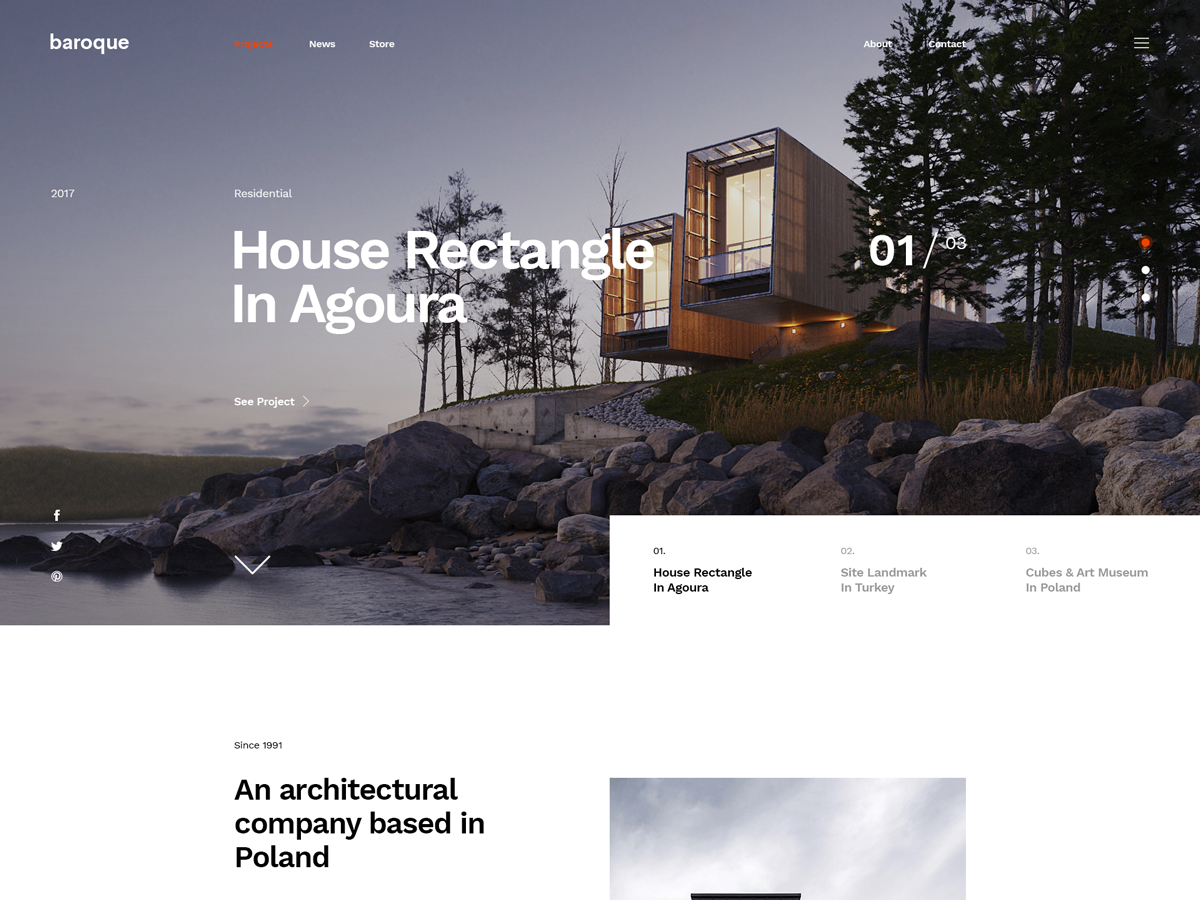 baroque
Projects
News
Store
About
Contact
2017
Residential
House Rectangle
In Agoura
01 / 03
See Project
01.
House Rectangle
In Agoura
02.
Site Landmark
In Turkey
03.
Cubes & Art Museum
In Poland
Since 1991
An architectural
company based in
Poland